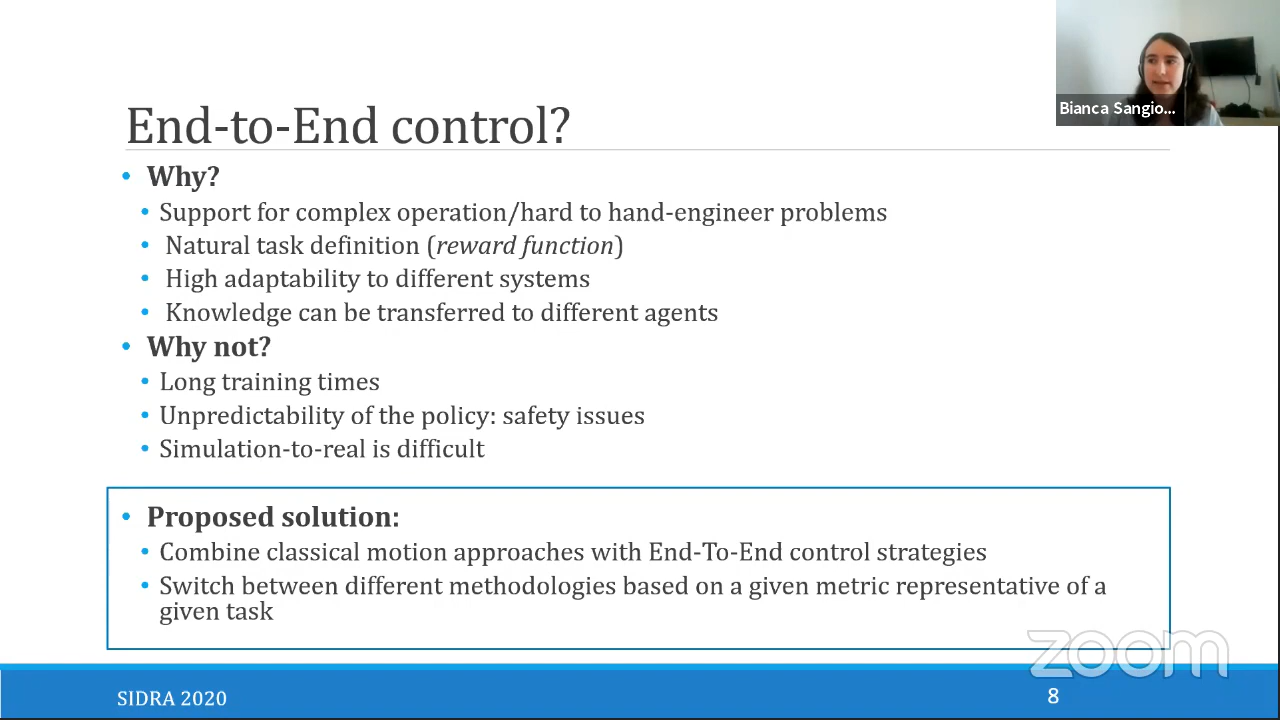 Bianca Sangio...
End-to-End control?
• Why?
• Support for complex operation/hard to hand-engineer problems
• Natural task definition (reward function)
• High adaptability to different systems
• Knowledge can be transferred to different agents
• Why not?
• Long training times
• Unpredictability of the policy: safety issues
• Simulation-to-real is difficult
• Proposed solution:
• Combine classical motion approaches with End-To-End control strategies
• Switch between different methodologies based on a given metric representative of a
given task
zoom
SIDRA 2020
8